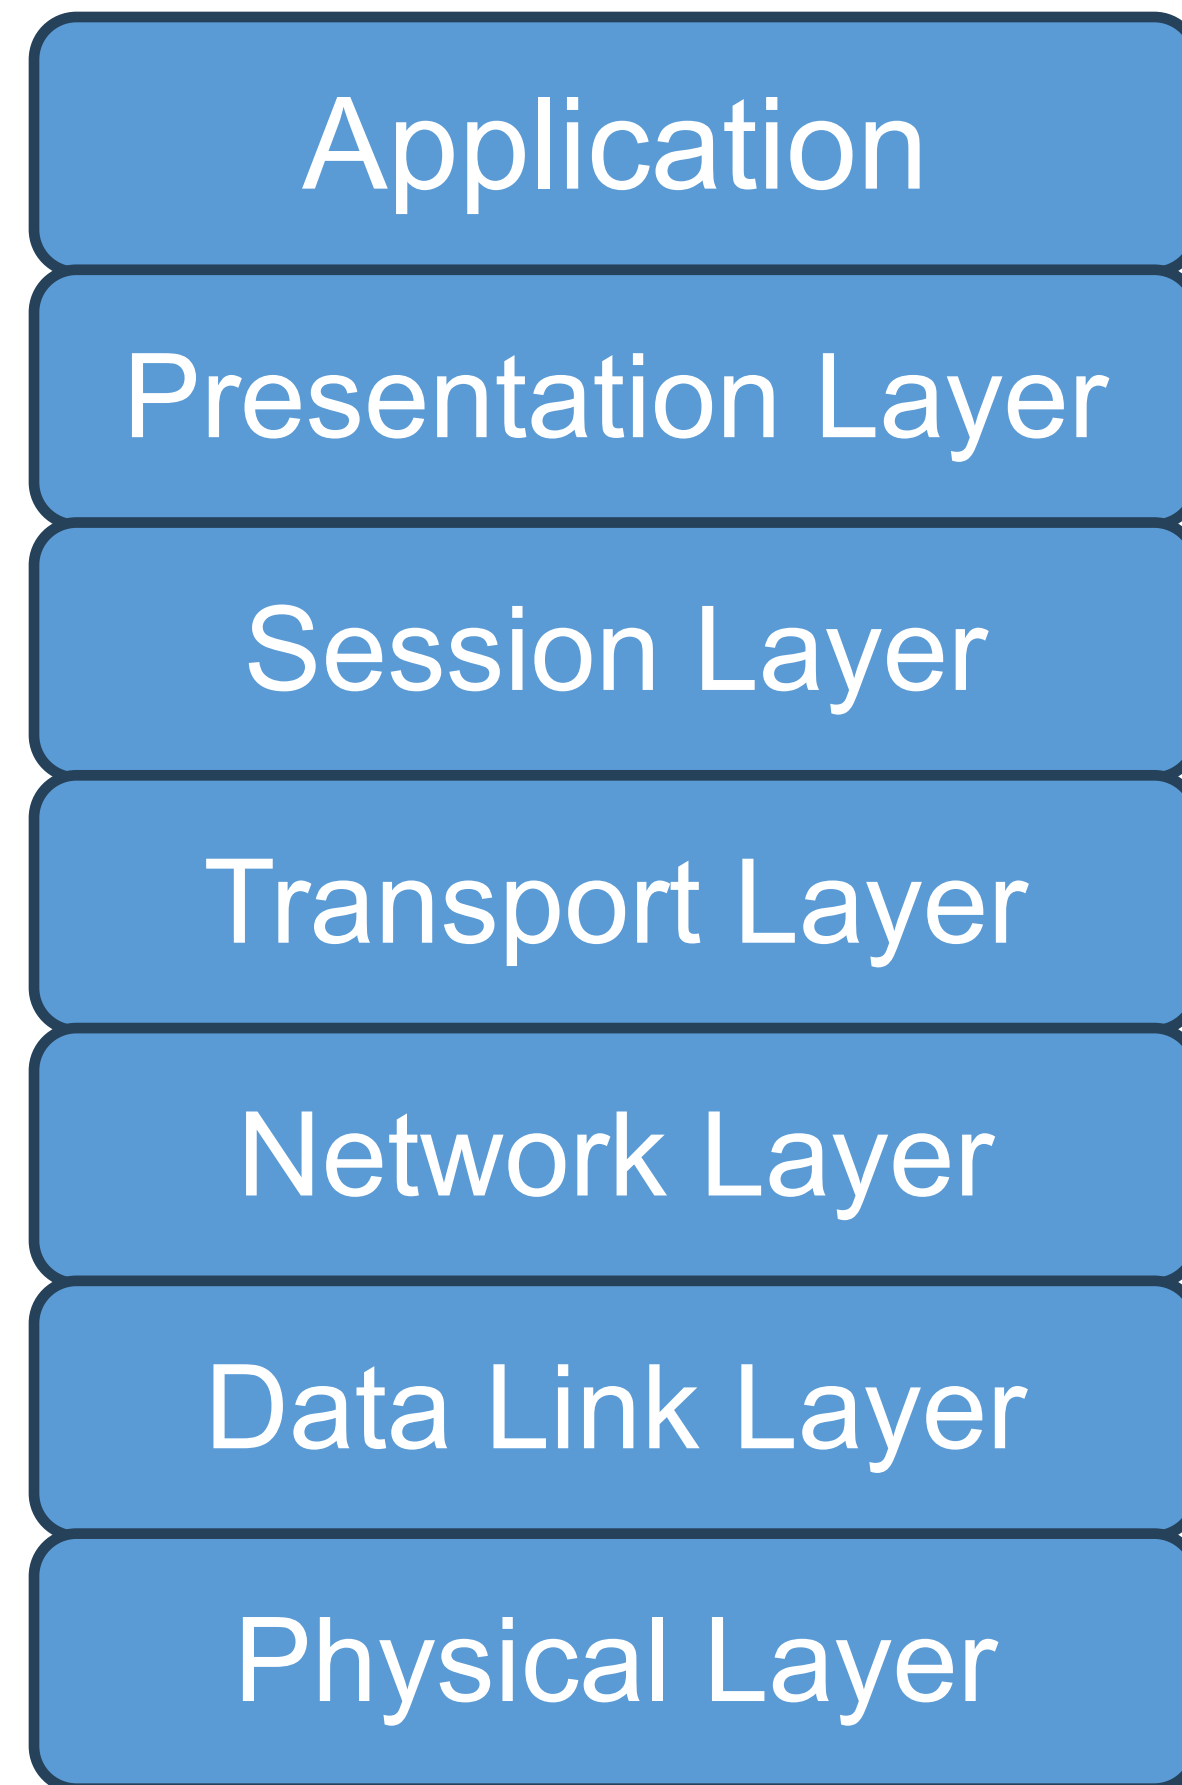 Application
Presentation Layer
Session Layer
Transport Layer
Network Layer
Data Link Layer
Physical Layer